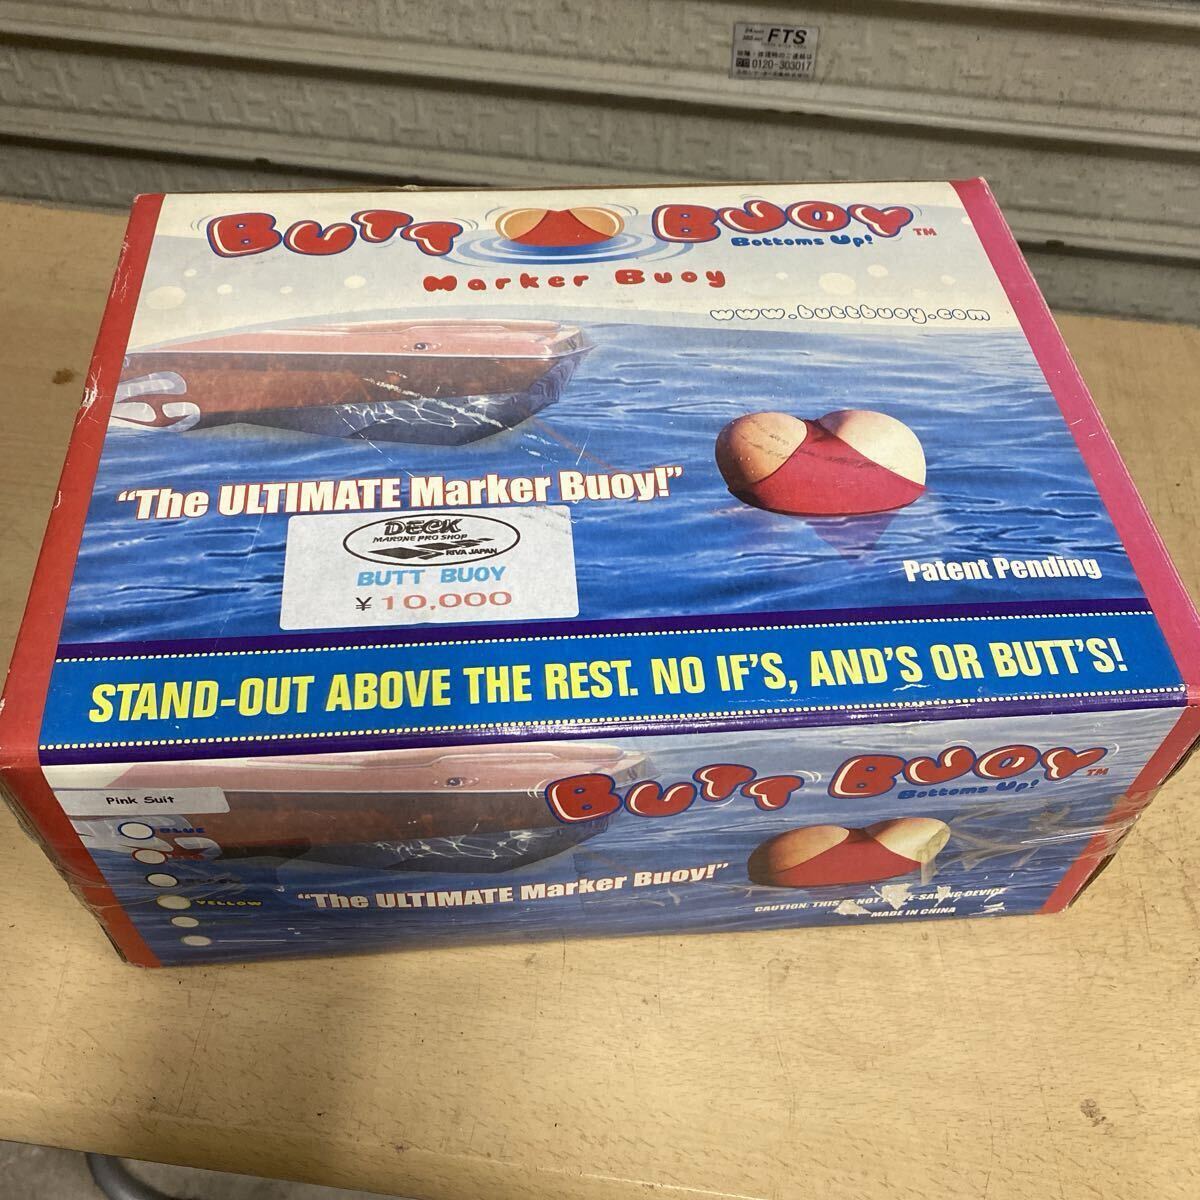 FTS
0120-303017
BUTT BUOY TM
Bottoms Up!
Marker Buoy
www.buttbuoy.com
"The ULTIMATE Marker Buoy!"
DECK
MARINE PRO SHOP
RIVA JAPAN
BUTT BUOY
¥10,000
Patent Pending
STAND-OUT ABOVE THE REST. NO IF'S, AND'S OR BUTT'S!
BUTT BUOY TM
Bottoms Up!
Pink Suit
BLUE
YELLOW
"The ULTIMATE Marker Buoy!"
CAUTION: THIS NOT DEVICE
MADE IN CHINA